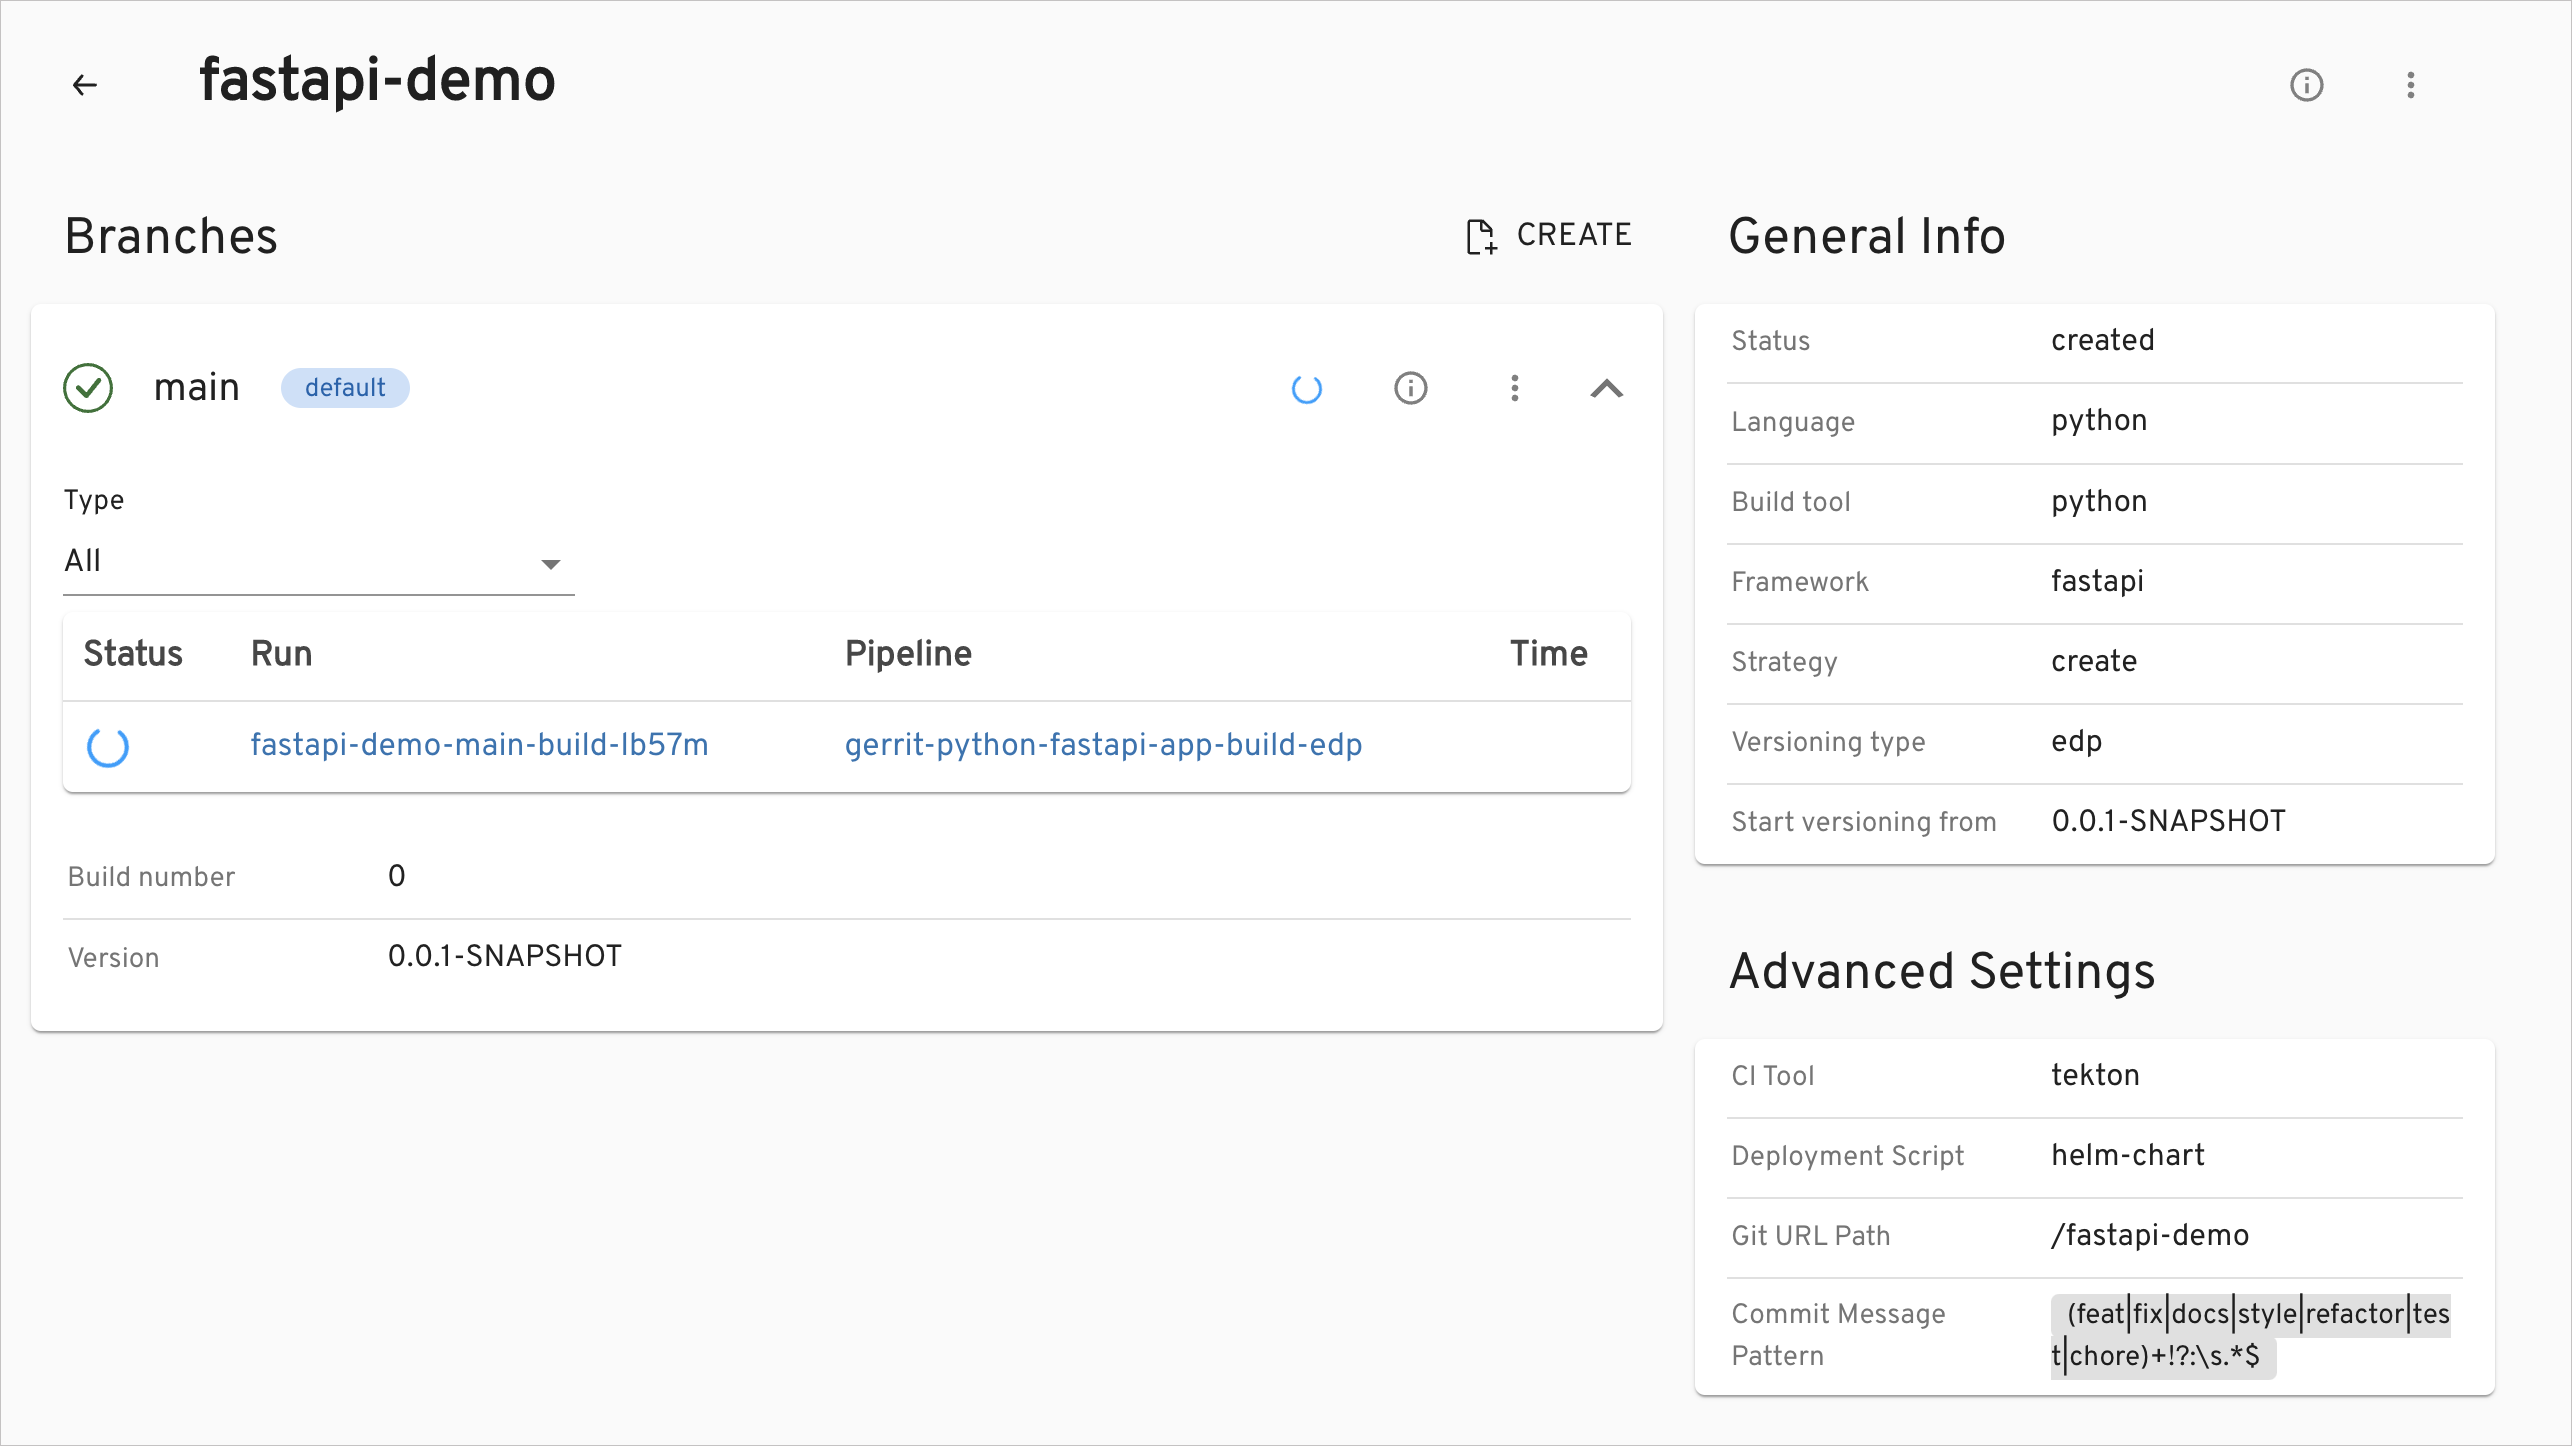 fastapi-demo
Branches
CREATE
main
default
Type
All
Status Run Pipeline Time
fastapi-demo-main-build-lb57m gerrit-python-fastapi-app-build-edp
Build number 0
Version 0.0.1-SNAPSHOT
General Info
Status created
Language python
Build tool python
Framework fastapi
Strategy create
Versioning type edp
Start versioning from 0.0.1-SNAPSHOT
Advanced Settings
CI Tool tekton
Deployment Script helm-chart
Git URL Path /fastapi-demo
Commit Message (feat|fix|docs|style|refactor|tes
Pattern t|chore)+!?:\s.*$